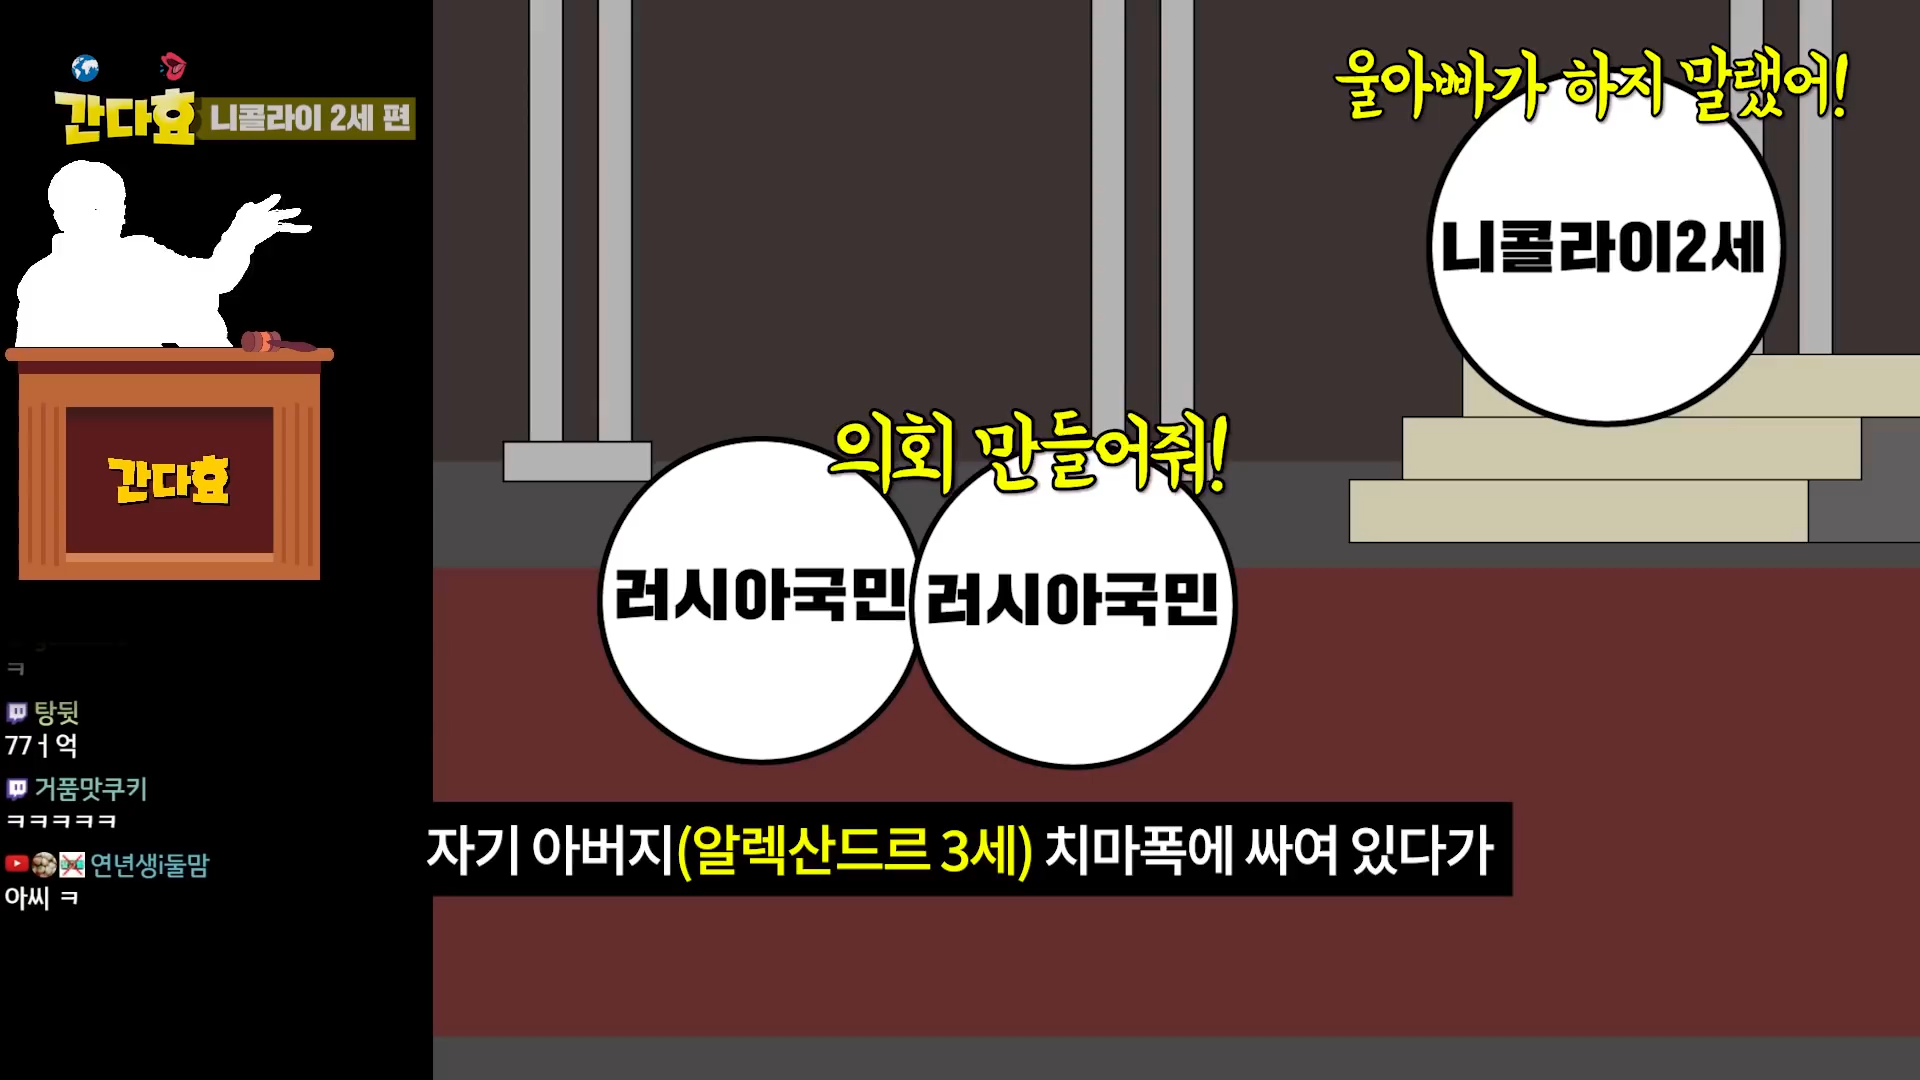 간다효 니콜라이 2세 편
울아빠가 하지 말랬어!
니콜라이2세
의회 만들어줘!
러시아국민 러시아국민
간다효
ㅋ
탕뒷
77ㅓ억
거품맛쿠키
ㅋㅋㅋㅋㅋ
연년생i둘맘
아씨 ㅋ
자기 아버지(알렉산드르 3세) 치마폭에 싸여 있다가